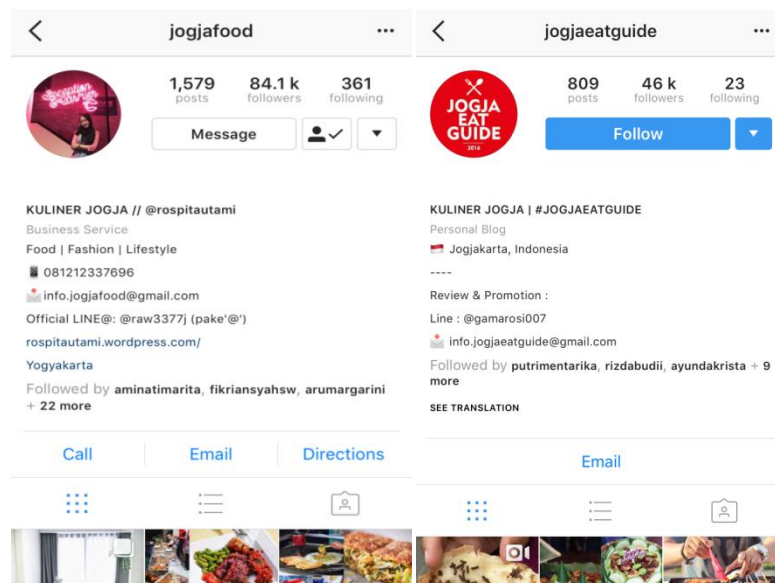 jogjafood
1,579 84.1 k 361
posts followers following
Message
KULINER JOGJA // @rospitautami
Business Service
Food | Fashion | Lifestyle
081212337696
info.jogjafood@gmail.com
Official LINE@: @raw3377j (pake'@')
rospitautami.wordpress.com/
Yogyakarta
Followed by aminatimarita, fikriansyahsw, arumargarini
+ 22 more
Call Email Directions
jogjaeatguide
809 46 k 23
posts followers following
JOGJA
EAT
GUIDE
2016
Follow
KULINER JOGJA | #JOGJAEATGUIDE
Personal Blog
Jogjakarta, Indonesia
----
Review & Promotion :
Line : @gamarosi007
info.jogjaeatguide@gmail.com
Followed by putrimentarika, rizdabudii, ayundakrista + 9
more
SEE TRANSLATION
Email